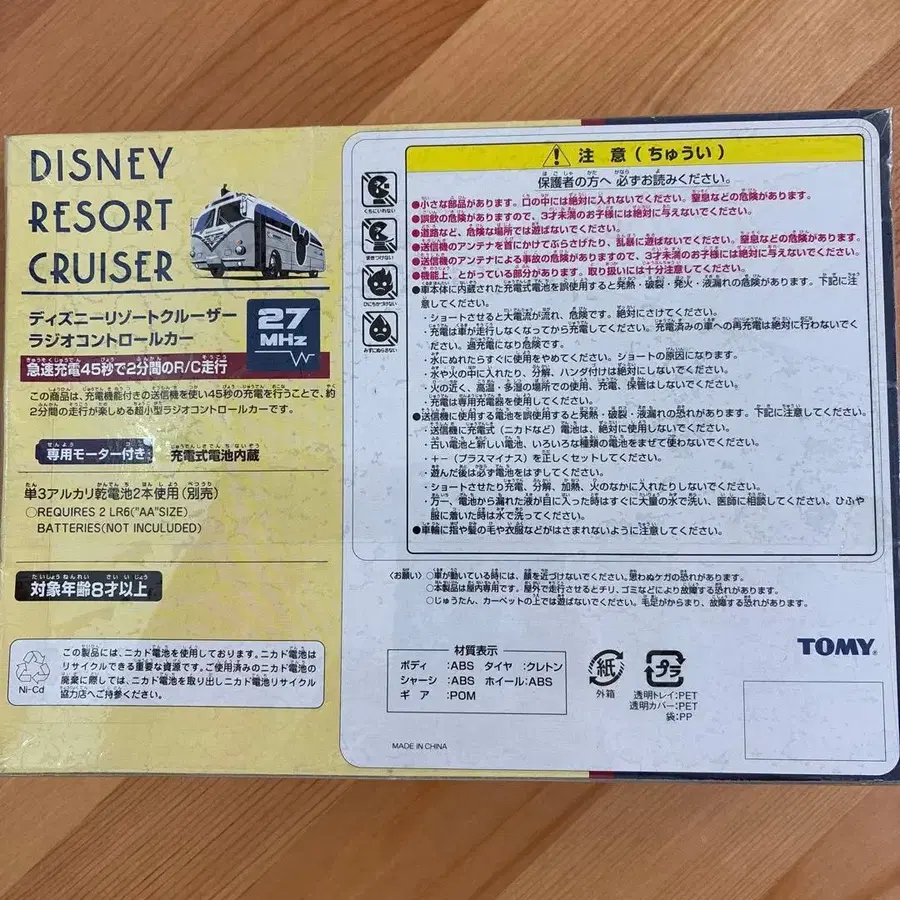 DISNEY
RESORT
CRUISER
ディズニーリゾートクルーザー
ラジオコントロールカー
27
MHz
急速充電45秒で2分間のR/C走行
この商品は、充電機能付きの送信機を使い45秒の充電を行うことで、約
2分間の走行が楽しめる超小型ラジオコントロールカーです。
専用モーター付き
充電式電池内蔵
単3アルカリ乾電池2本使用(別売)
○REQUIRES 2 LR6("AA"SIZE)
BATTERIES(NOT INCLUDED)
対象年齢8才以上
Ni-Cd
この製品には、ニカド電池を使用しております。ニカド電池は
リサイクルできる重要な資源です。ご使用済みのニカド電池の
廃棄に際しては、ニカド電池を取り出しニカド電池リサイクル
協力店へご持参ください。
注意(ちゅうい)
保護者の方へ 必ずお読みください。
くちにいれない
まきつけない
ひにちかづけない
みずにぬらさない
●小さな部品があります。口の中には絶対に入れないでください。窒息などの危険があります。
●誤飲の危険がありますので、3才未満のお子様には絶対に与えないでください。
●道路など、危険な場所では遊ばないでください。
●送信機のアンテナを首にかけてぶらさげたり、乱暴に遊ばないでください。窒息などの危険があります。
●送信機のアンテナによる事故の危険がありますので、3才未満のお子様には絶対に与えないでください。
●機能上、とがっている部分があります。取り扱いには十分注意してください。
●車本体に内蔵された充電式電池を誤使用すると発熱・破裂・発火・液漏れの危険があります。下記に注
意してください。
・ショートさせると大電流が流れ、危険です。絶対にさけてください。
・充電は車が走行しなくなってから充電してください。充電済みの車への再充電は絶対に行わないでく
ださい。過充電になり危険です。
・水にぬれたらすぐに使用をやめてください。ショートの原因になります。
・水や火の中に入れたり、分解、ハンダ付けはしないでください。
・火の近く、高温・多湿の場所での使用、充電、保管はしないでください。
・充電は専用充電器を使用してください。
●送信機に使用する電池を誤使用すると発熱・破裂・液漏れの恐れがあります。下記に注意してください。
・送信機に充電式(ニカドなど)電池は、絶対に使用しないでください。
・古い電池と新しい電池、いろいろな種類の電池をまぜて使わないでください。
・+−(プラスマイナス)を正しくセットしてください。
・遊んだ後は必ず電池をはずしてください。
・ショートさせたり、充電、分解、加熱、火のなかに入れたりしないでください。
・万一、電池から漏れた液が目に入った時はすぐに大量の水で洗い、医師に相談してください。ひふや
服に着いた時は水で洗ってください。
●車輪に指や髪の毛や衣服などがはさまれないように注意してください。
〈お願い〉○車が動いている時には、顔を近づけないでください。思わぬケガの恐れがあります。
○本製品は屋内専用です。屋外で走行させるとチリ、ゴミなどにより故障する恐れがあります。
○じゅうたん、カーペットの上では遊ばないでください。毛足がからまり、故障する恐れがあります。
材質表示
ボディ :ABS タイヤ :クレトン
シャーシ :ABS ホイール:ABS
ギア :POM
紙
外箱
プラ
透明トレイ:PET
透明カバー:PET
袋:PP
TOMY®
MADE IN CHINA